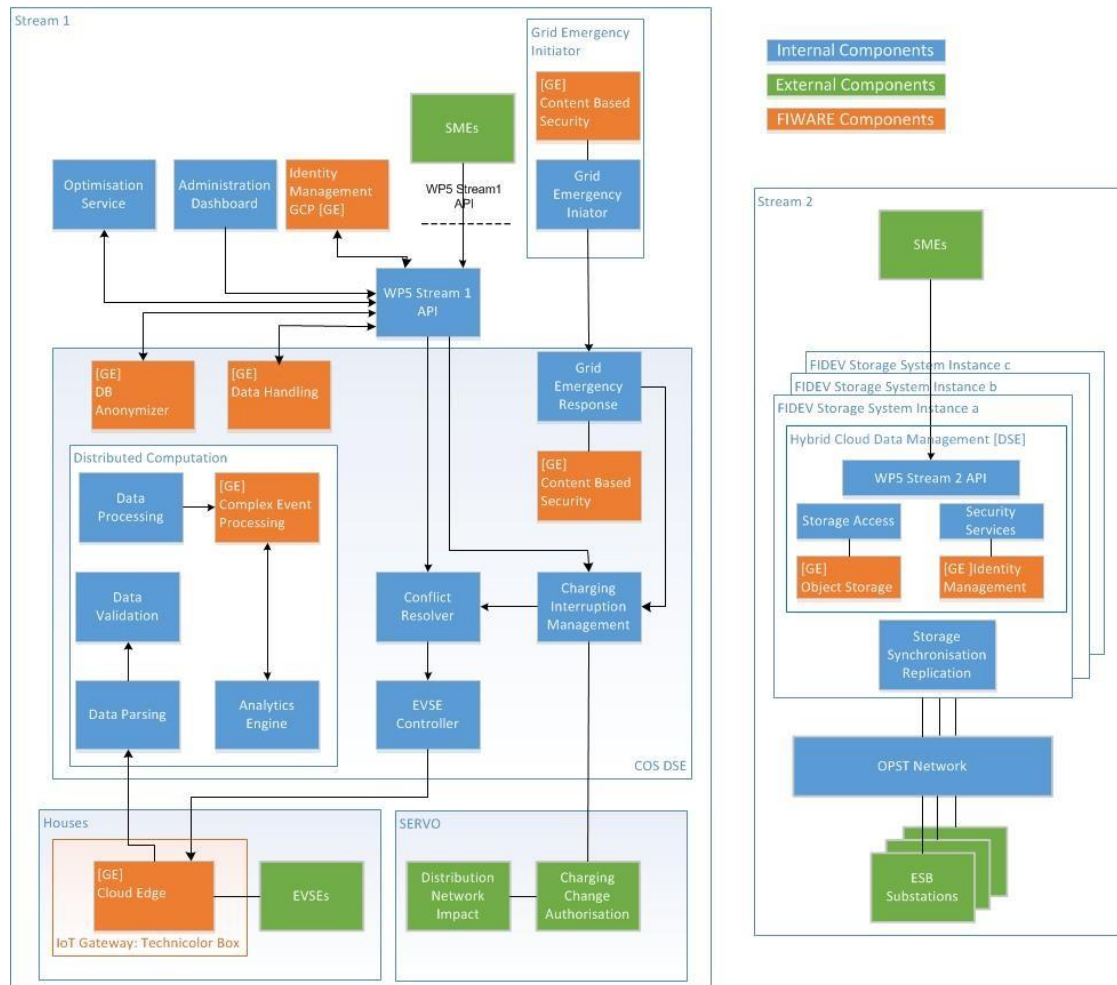 Stream 1
Grid Emergency
Initiator
[GE]
Content Based
Security
SMEs
Optimisation
Service
Administration
Dashboard
Identity
Management
GCP [GE]
WP5 Stream1
API
Grid
Emergency
Iniator
WP5 Stream 1
API
[GE]
DB
Anonymizer
[GE]
Data Handling
Grid
Emergency
Response
[GE]
Content Based
Security
Distributed Computation
Data
Processing
[GE]
Complex Event
Processing
Data
Validation
Conflict
Resolver
Charging
Interruption
Management
Data Parsing
Analytics
Engine
EVSE
Controller
COS DSE
Houses
[GE]
Cloud Edge
EVSEs
IoT Gateway: Technicolor Box
SERVO
Distribution
Network
Impact
Charging
Change
Authorisation
Internal Components
External Components
FIWARE Components
Stream 2
SMEs
FIDEV Storage System Instance c
FIDEV Storage System Instance b
FIDEV Storage System Instance a
Hybrid Cloud Data Management [DSE]
WP5 Stream 2 API
Storage Access
Security
Services
[GE]
Object Storage
[GE ]Identity
Management
Storage
Synchronisation
Replication
OPST Network
ESB
Substations